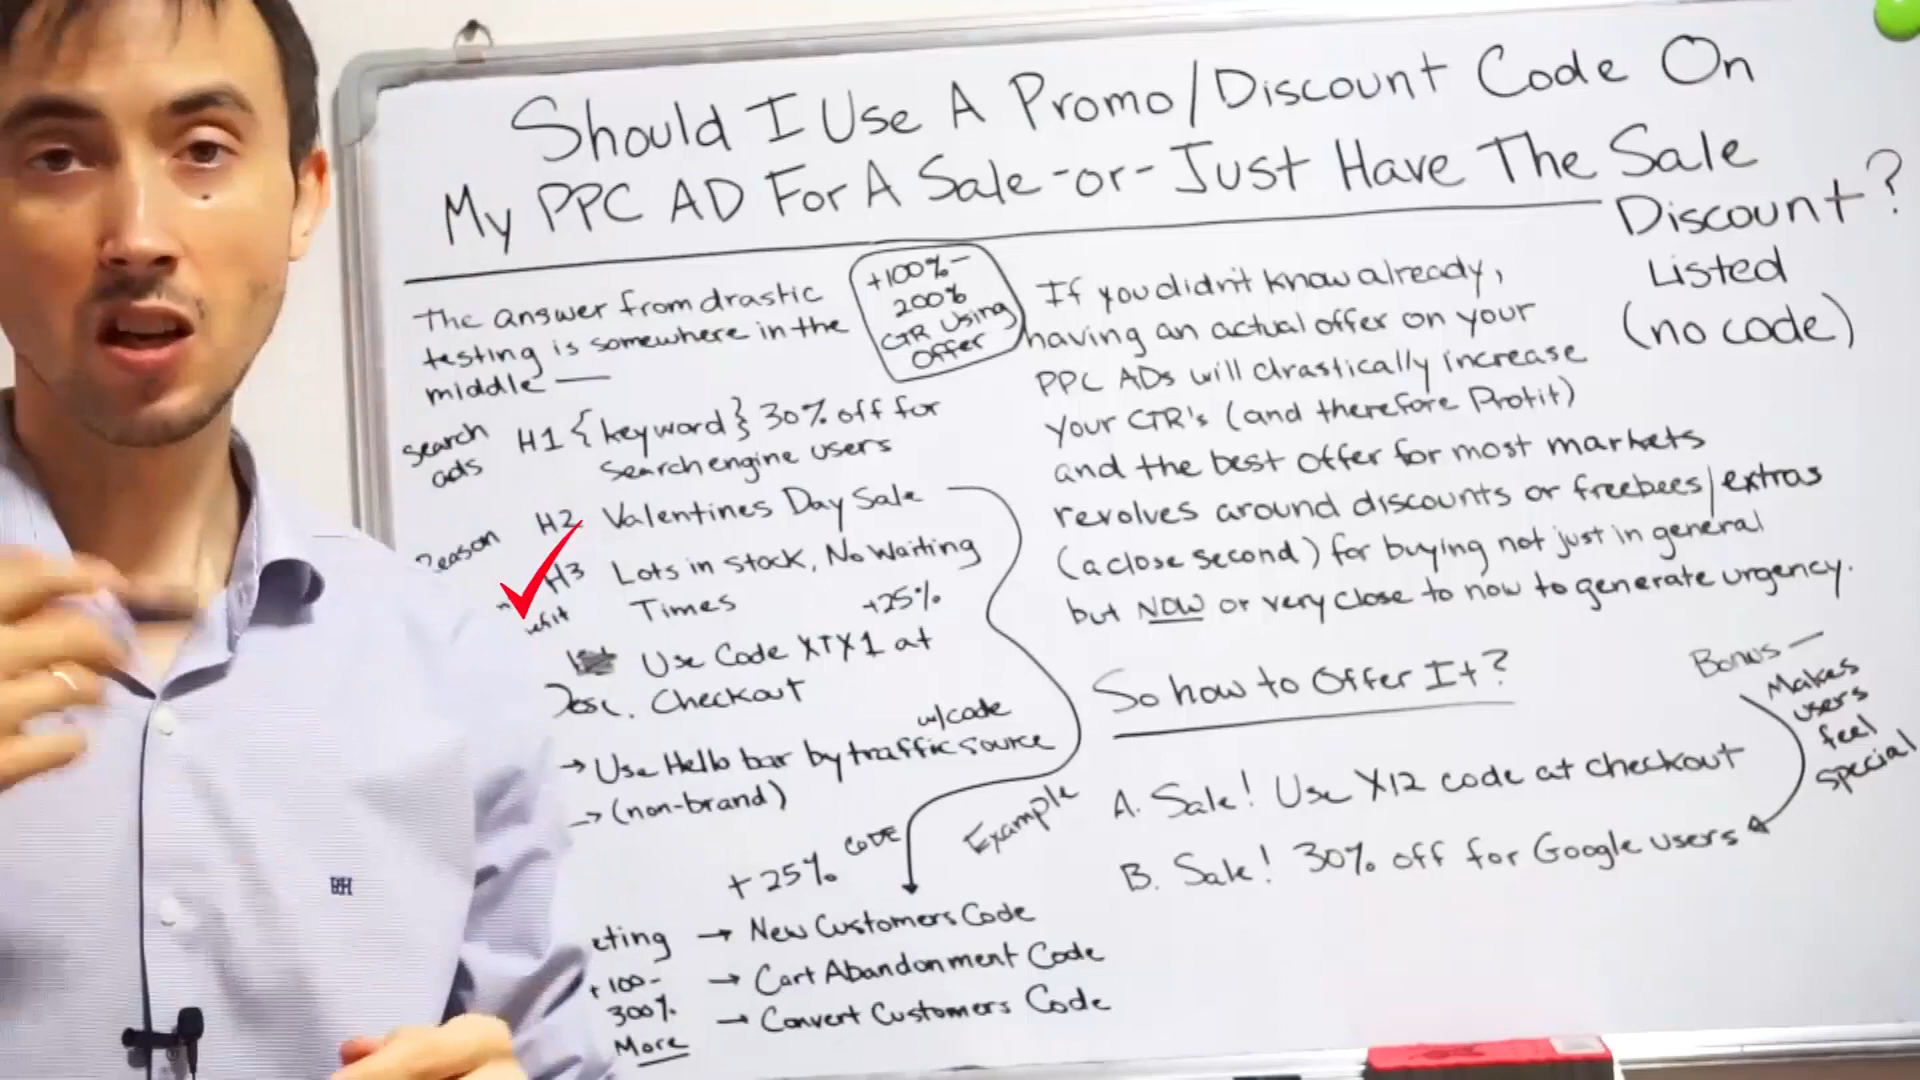 Should I Use A Promo/Discount Code On
My PPC AD For A Sale -or- Just Have The Sale
Discount?
Listed
(no code)
The answer from drastic
testing is somewhere in the
middle —
+100%-
200%
CTR Using
Offer
search
ads
H1 {keyword} 30% off for
search engine users
Reason
H2 Valentines Day Sale
H3 Lots in stock, No Waiting
Times
+25%
Use Code XTX1 at
Desc. Checkout
w/code
→ Use Hello bar by traffic source
→ (non-brand)
+25% CODE
Example
eting → New Customers Code
+100- → Cart Abandonment Code
300% → Convert Customers Code
More
If you didn't know already,
having an actual offer on your
PPC ADs will drastically increase
your CTR's (and therefore Profit)
and the best offer for most markets
revolves around discounts or freebees/extras
(a close second) for buying not just in general
but NOW or very close to now to generate urgency.
So how to Offer It?
Bonus —
Makes
users
feel
special
A. Sale! Use X12 code at checkout
B. Sale! 30% off for Google users
BH